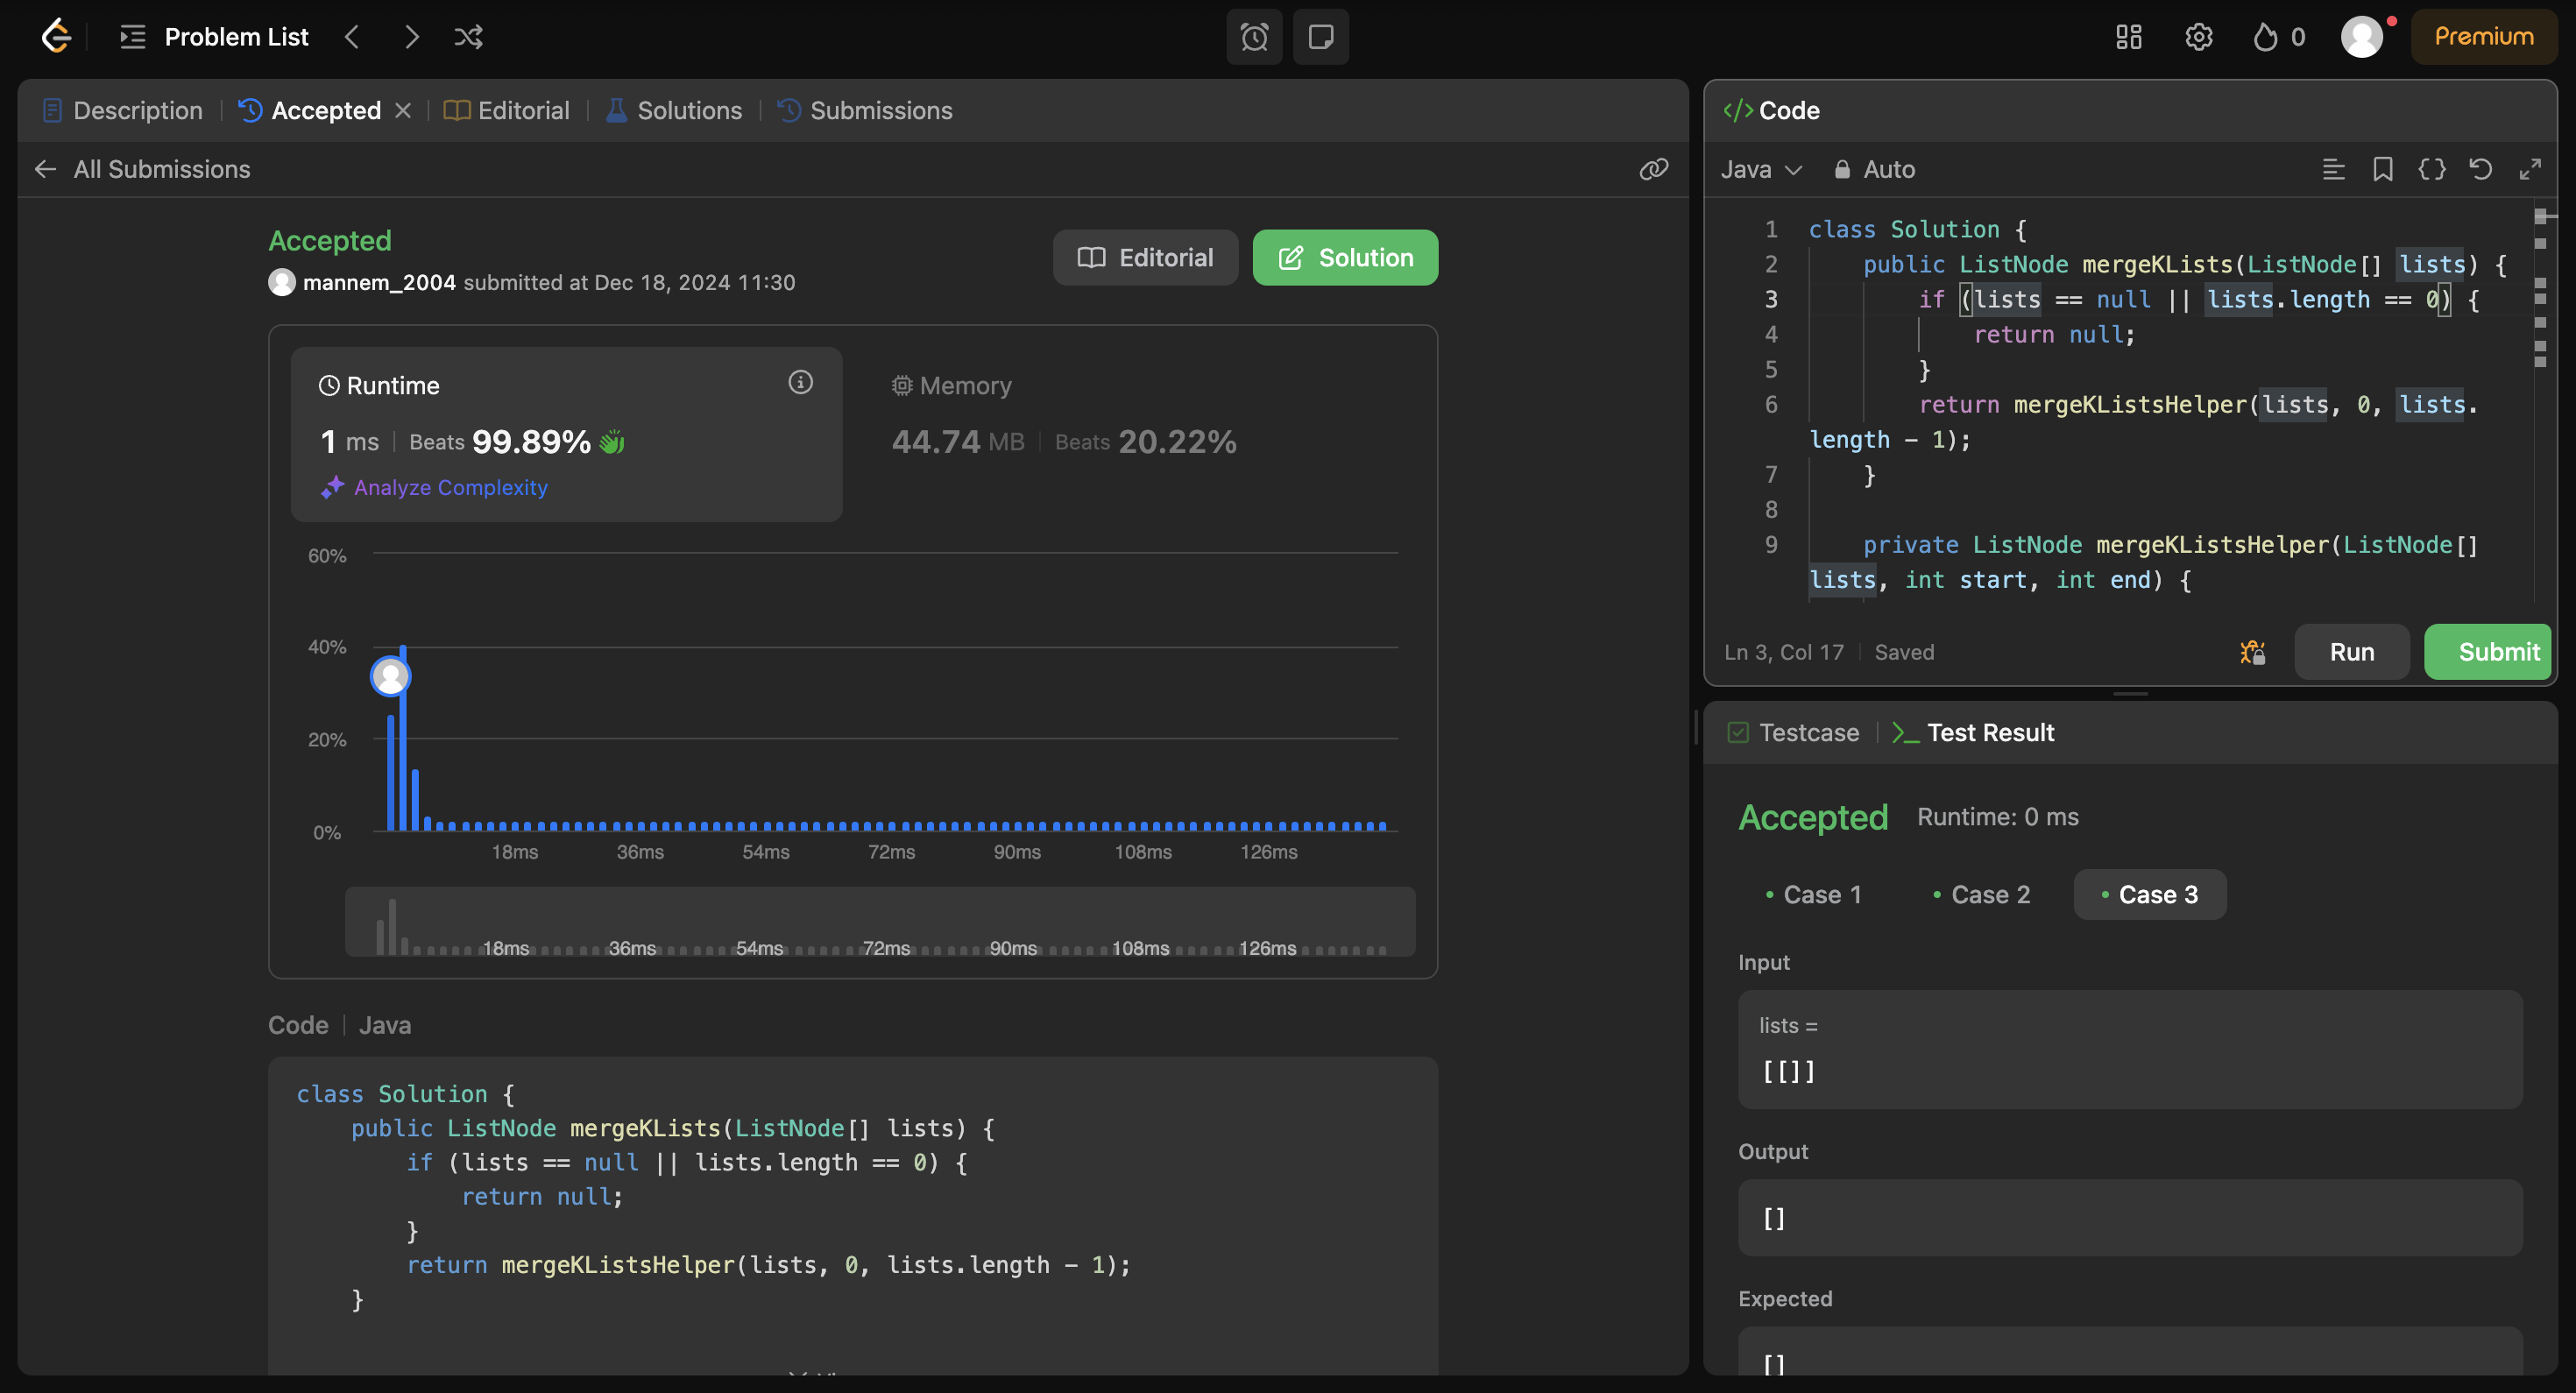 Problem List
0
Premium
Description
Accepted
Editorial
Solutions
Submissions
All Submissions
Accepted
mannem_2004 submitted at Dec 18, 2024 11:30
Editorial
Solution
Runtime
1 ms
Beats 99.89%
Analyze Complexity
Memory
44.74 MB
Beats 20.22%
60%
40%
20%
0%
18ms 36ms 54ms 72ms 90ms 108ms 126ms
18ms 36ms 54ms 72ms 90ms 108ms 126ms
Code
Java
class Solution {
public ListNode mergeKLists(ListNode[] lists) {
if (lists == null || lists.length == 0) {
return null;
}
return mergeKListsHelper(lists, 0, lists.length - 1);
}
</> Code
Java
Auto
1 class Solution {
2 public ListNode mergeKLists(ListNode[] lists) {
3 if (lists == null || lists.length == 0) {
4 return null;
5 }
6 return mergeKListsHelper(lists, 0, lists.
length - 1);
7 }
8
9 private ListNode mergeKListsHelper(ListNode[]
lists, int start, int end) {
Ln 3, Col 17
Saved
Run
Submit
Testcase
Test Result
Accepted
Runtime: 0 ms
Case 1
Case 2
Case 3
Input
lists =
[[]]
Output
[]
Expected
[]